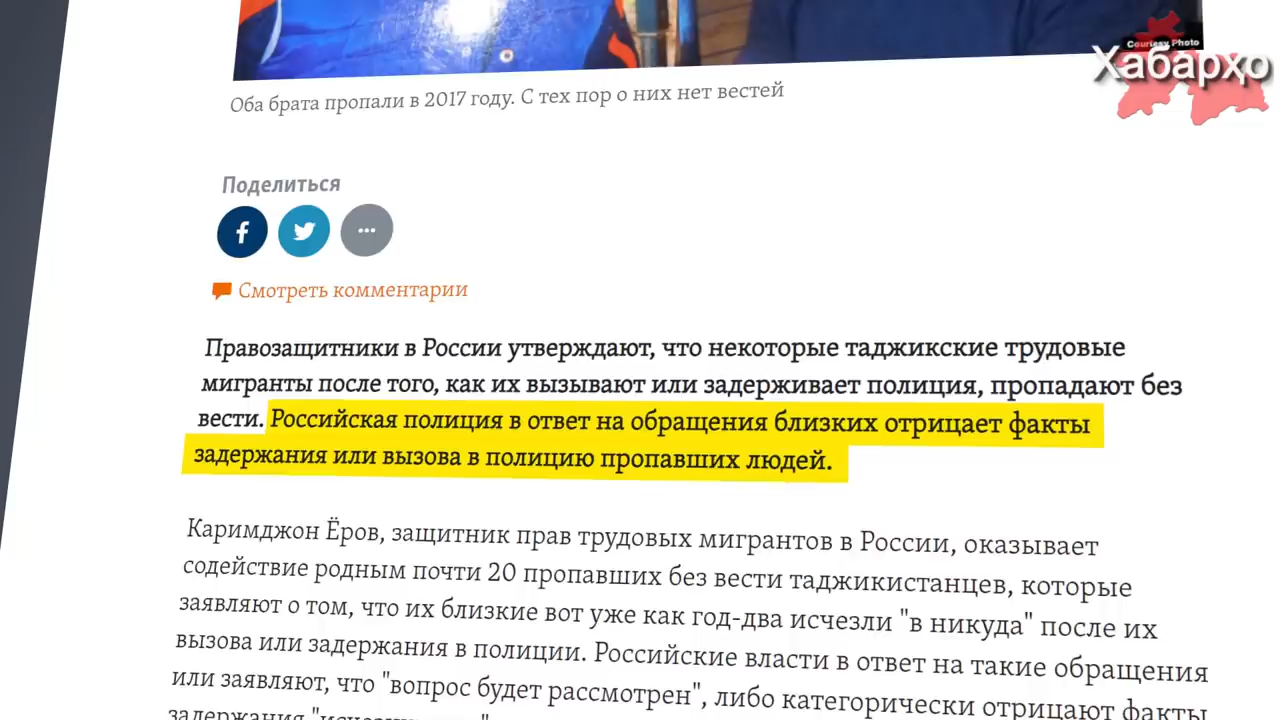 Courtesy Photo
Хабарҳо
Оба брата пропали в 2017 году. С тех пор о них нет вестей
Поделиться
Смотреть комментарии
Правозащитники в России утверждают, что некоторые таджикские трудовые
мигранты после того, как их вызывают или задерживает полиция, пропадают без
вести. Российская полиция в ответ на обращения близких отрицает факты
задержания или вызова в полицию пропавших людей.
Каримджон Ёров, защитник прав трудовых мигрантов в России, оказывает
содействие родным почти 20 пропавших без вести таджикистанцев, которые
заявляют о том, что их близкие вот уже как год-два исчезли "в никуда" после их
вызова или задержания в полиции. Российские власти в ответ на такие обращения
или заявляют, что "вопрос будет рассмотрен", либо категорически отрицают факты
задержания